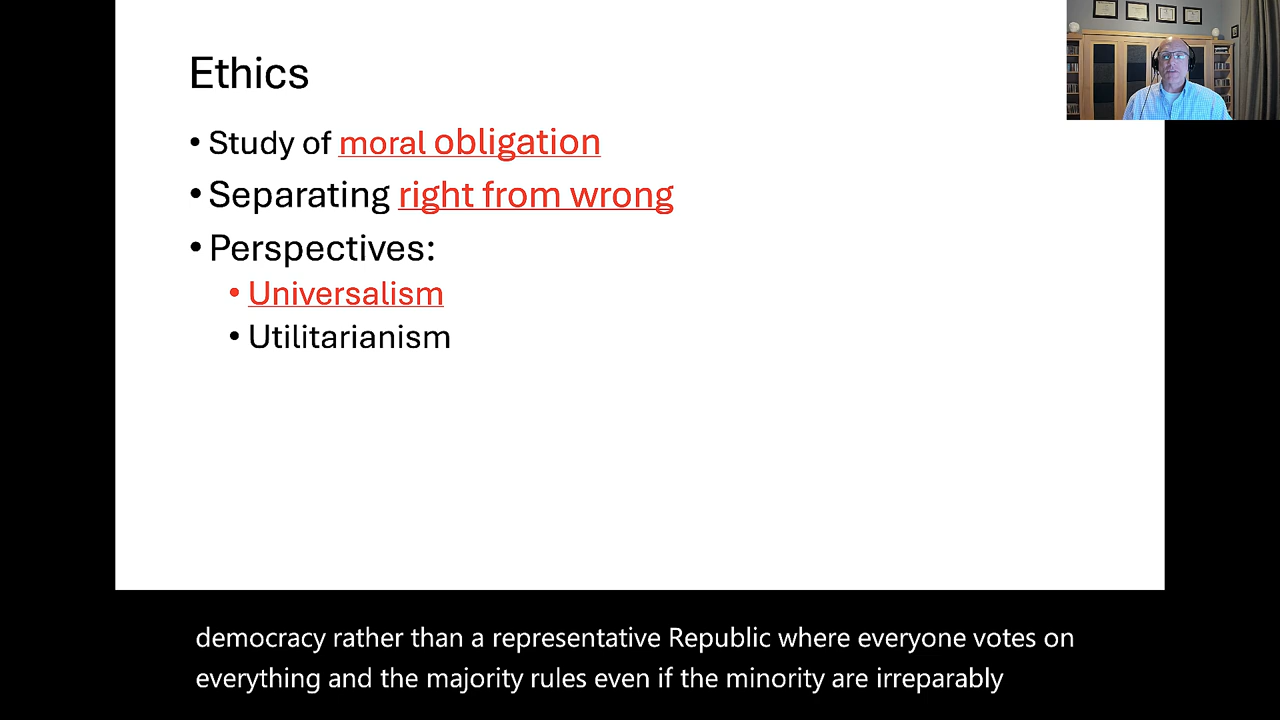 Ethics
• Study of moral obligation
• Separating right from wrong
• Perspectives:
• Universalism
• Utilitarianism
democracy rather than a representative Republic where everyone votes on
everything and the majority rules even if the minority are irreparably